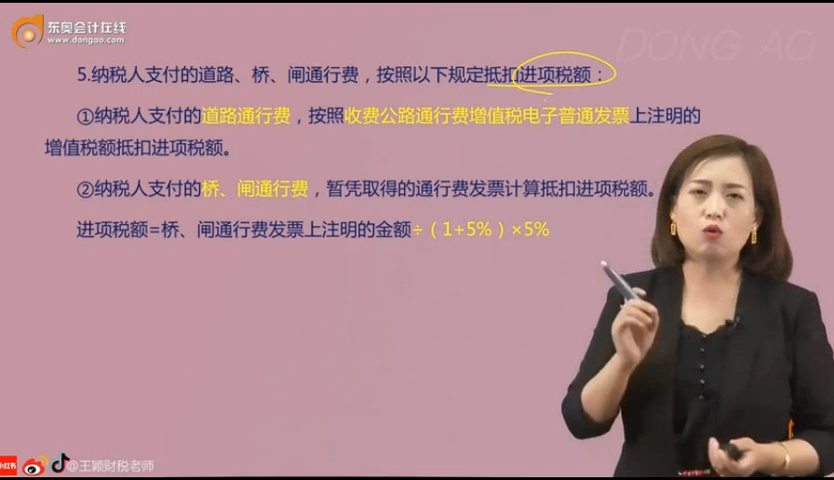 东奥会计在线
www.dongao.com
DONG AO
5.纳税人支付的道路、桥、闸通行费，按照以下规定抵扣进项税额：
①纳税人支付的道路通行费，按照收费公路通行费增值税电子普通发票上注明的
增值税额抵扣进项税额。
②纳税人支付的桥、闸通行费，暂凭取得的通行费发票计算抵扣进项税额。
进项税额=桥、闸通行费发票上注明的金额÷（1+5%）×5%
小红书
@王颖财税老师